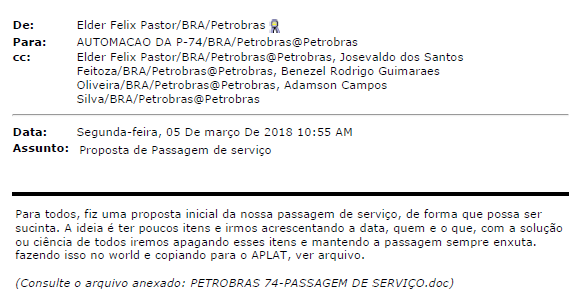 De: Elder Felix Pastor/BRA/Petrobras
Para: AUTOMACAO DA P-74/BRA/Petrobras@Petrobras
cc: Elder Felix Pastor/BRA/Petrobras@Petrobras, Josevaldo dos Santos
Feitoza/BRA/Petrobras@Petrobras, Benezel Rodrigo Guimaraes
Oliveira/BRA/Petrobras@Petrobras, Adamson Campos
Silva/BRA/Petrobras@Petrobras
Data: Segunda-feira, 05 De março De 2018 10:55 AM
Assunto: Proposta de Passagem de serviço
Para todos, fiz uma proposta inicial da nossa passagem de serviço, de forma que possa ser
sucinta. A ideia é ter poucos itens e irmos acrescentando a data, quem e o que, com a solução
ou ciência de todos iremos apagando esses itens e mantendo a passagem sempre enxuta.
fazendo isso no world e copiando para o APLAT, ver arquivo.
(Consulte o arquivo anexado: PETROBRAS 74-PASSAGEM DE SERVIÇO.doc)